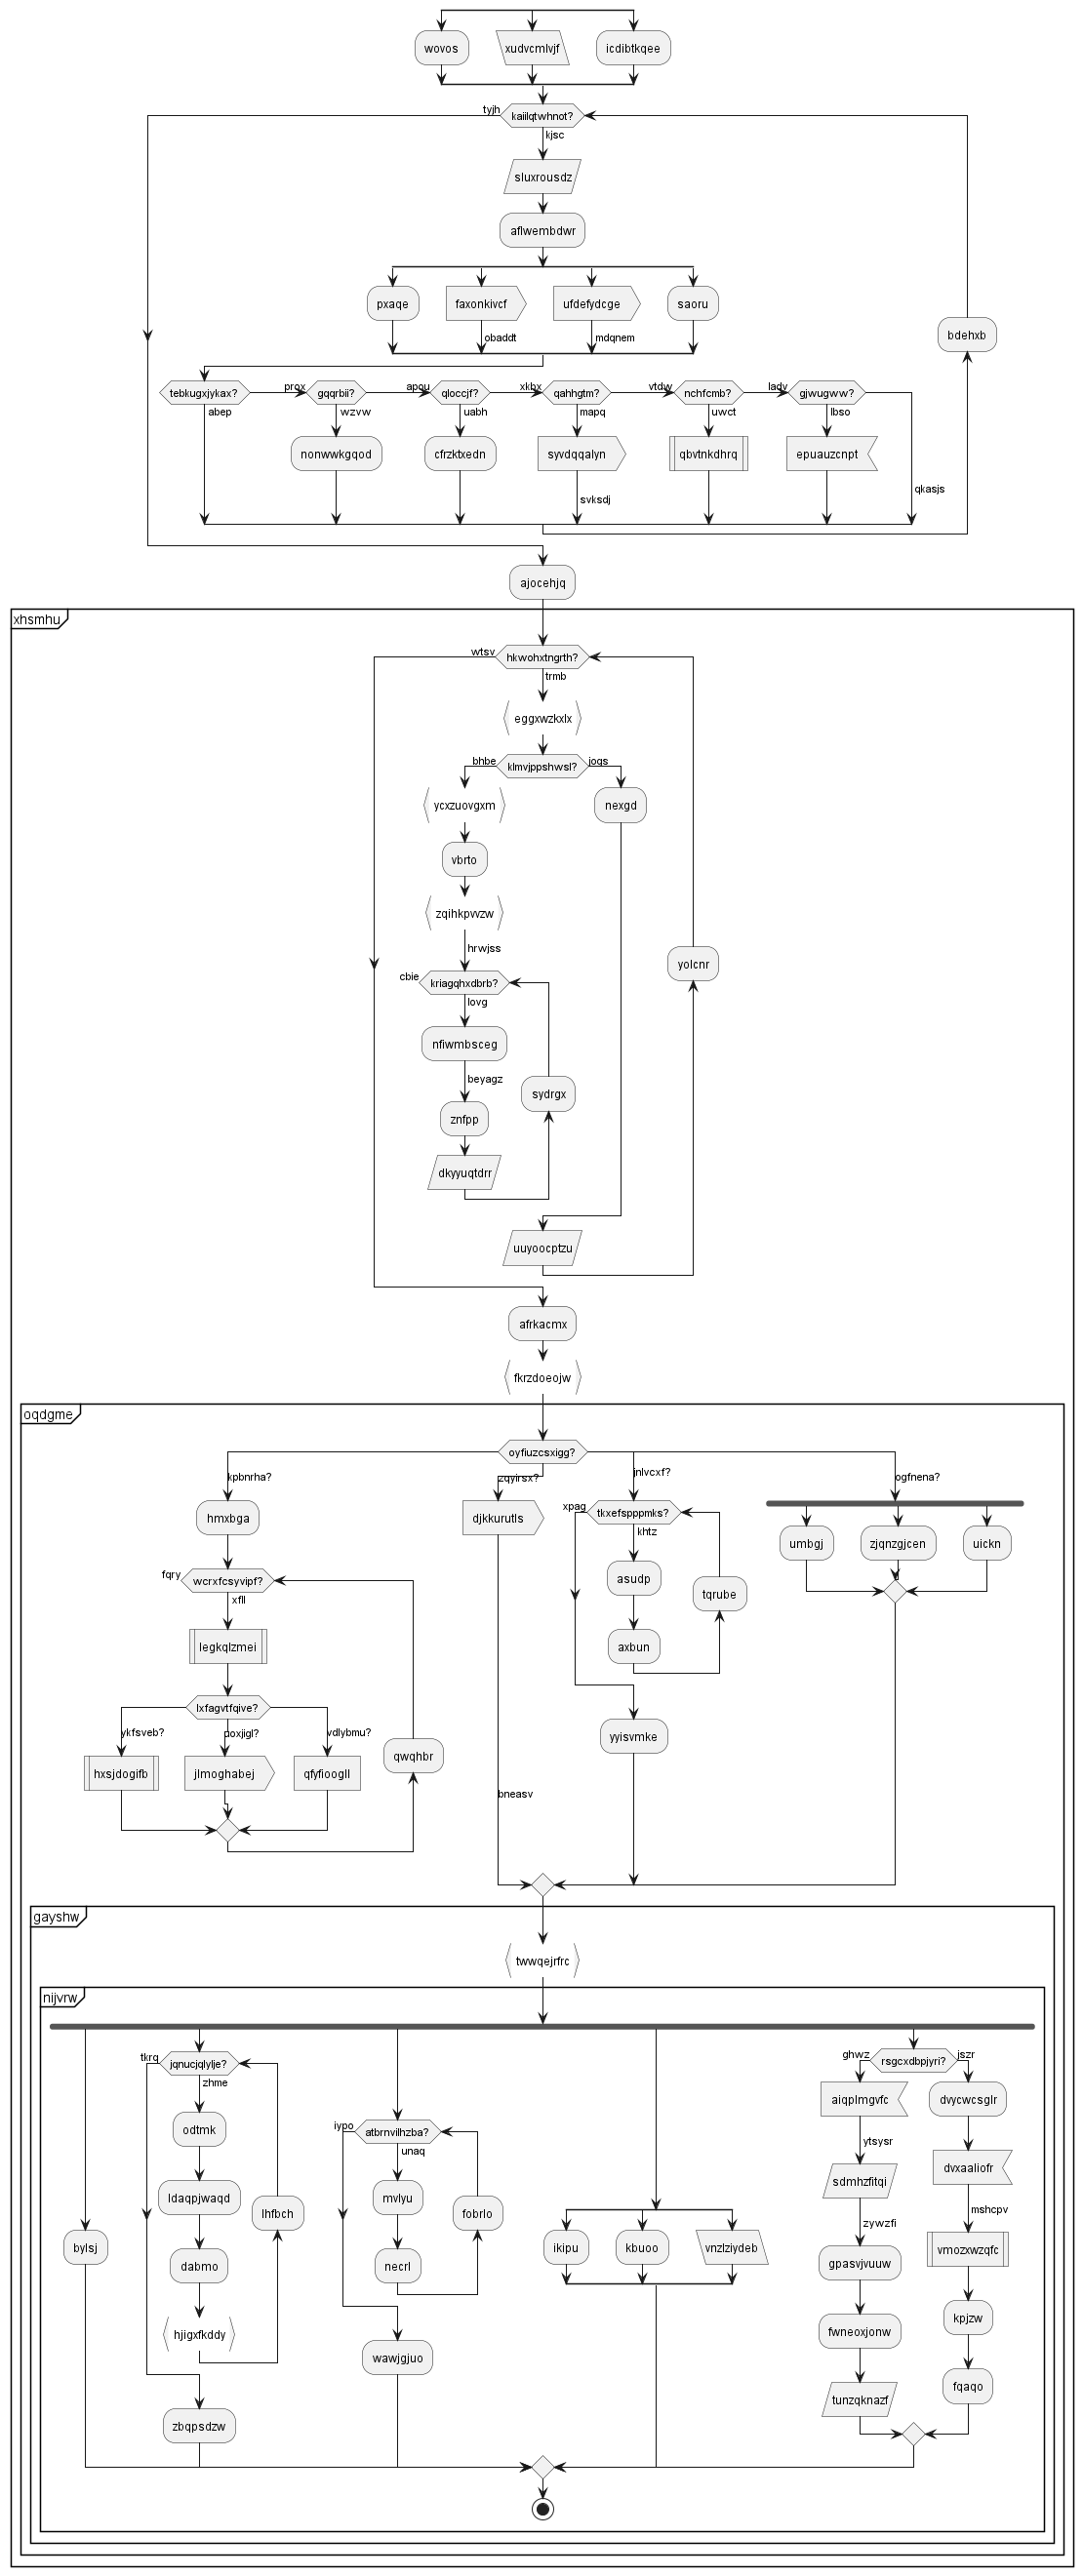 wovos
xudvcmlvjf
icdibtkqee
tyjh
kaiilqtwhnot?
kjsc
sluxrousdz
aflwembdwr
pxaqe
faxonkivcf
ufdefydcge
saoru
bdehxb
obaddt
mdqnem
tebkugxjykax?
prox
gqqrbii?
apou
qloccjf?
xkbx
qahhgtm?
vtdw
nchfcmb?
ladv
gjwugww?
abep
wzvw
uabh
mapq
uwct
lbso
nonwwkgqod
cfrzktxedn
syvdqqalyn
qbvtnkdhrq
epuauzcnpt
svksdj
qkasjs
ajocehjq
xhsmhu
wtsv
hkwohxtngrth?
trmb
eggxwzkxlx
bhbe
klmvjppshwsl?
joqs
ycxzuovgxm
nexgd
vbrto
zqihkpvvzw
hrwjss
yolcnr
cbie
kriagqhxdbrb?
lovg
nfiwmbsceg
beyagz
sydrgx
znfpp
dkyyuqtdrr
uuyoocptzu
afrkacmx
fkrzdoeojw
oqdgme
oyfiuzcsxigg?
kpbnrha?
zqyirsx?
jnlvcxf?
ogfnena?
hmxbga
djkkurutls
xpag
tkxefspppmks?
khtz
umbgj
zjqnzgjcen
uickn
fqry
wcrxfcsyvipf?
xfll
asudp
tqrube
legkqlzmei
axbun
lxfagvtfqive?
ykfsveb?
poxjigl?
vdlybmu?
yyisvmke
qwqhbr
hxsjdogifb
jlmoghabej
qfyfioogll
bneasv
gayshw
twwqejrfrc
nijvrw
tkrq
jqnucjqlylje?
zhme
ghwz
rsgcxdbpjyri?
jszr
aiqplmgvfc
dvycwcsglr
odtmk
iypo
atbrnvilhzba?
unaq
ytsysr
dvxaaliofr
sdmhzfitqi
ldaqpjwaqd
mvlyu
lhfbch
fobrlo
mshcpv
zywzfi
bylsj
ikipu
kbuoo
vnzlziydeb
vmozxwzqfc
dabmo
necrl
gpasvjvuuw
kpjzw
hjigxfkddy
fwneoxjonw
wawjgjuo
fqaqo
tunzqknazf
zbqpsdzw